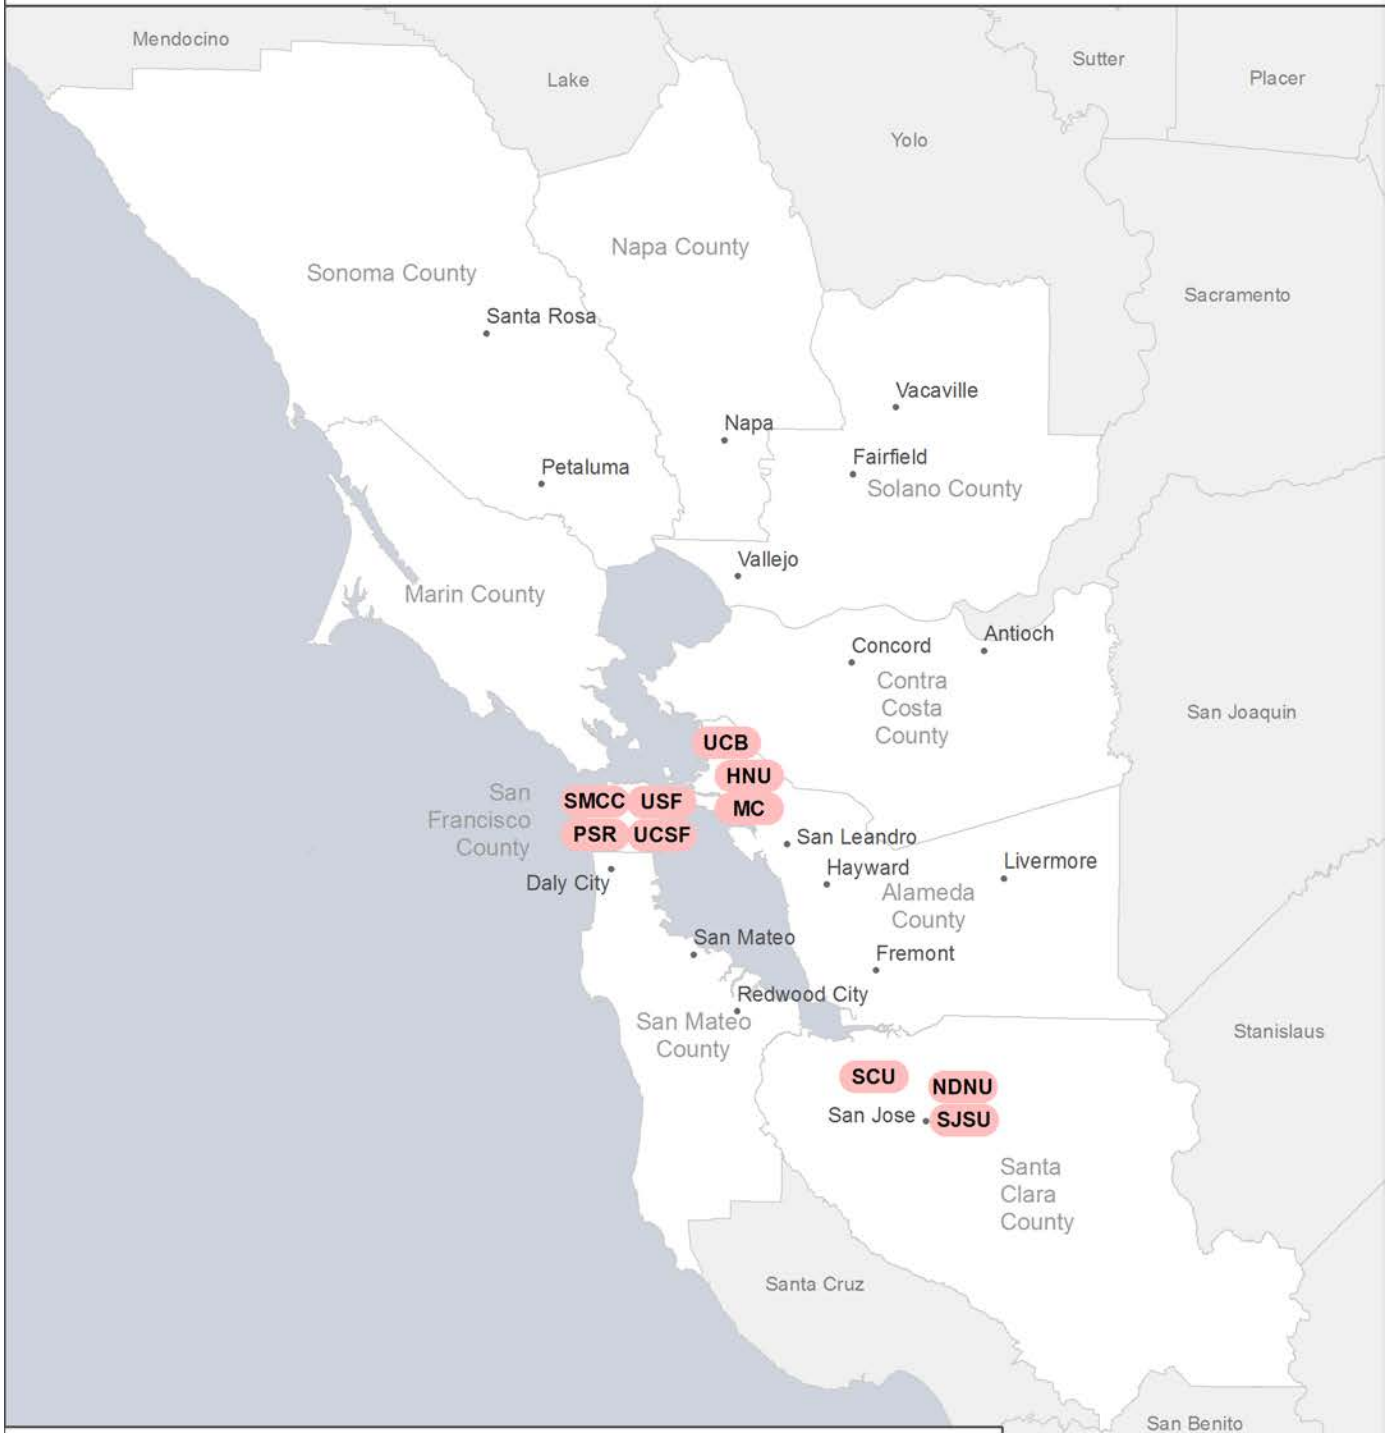 Mendocino
Lake
Sutter
Placer
Yolo
Napa County
Sonoma County
Sacramento
Santa Rosa
Vacaville
Napa
Fairfield
Petaluma
Solano County
Vallejo
Marin County
Antioch
Concord
Contra
Costa
County
San Joaquin
UCB
HNU
San
Francisco
County
SMCC
USF
MC
PSR
UCSF
San Leandro
Livermore
Hayward
Daly City
Alameda
County
San Mateo
Fremont
Redwood City
San Mateo
County
Stanislaus
SCU
NDNU
San Jose
SJSU
Santa
Clara
County
Santa Cruz
San Benito